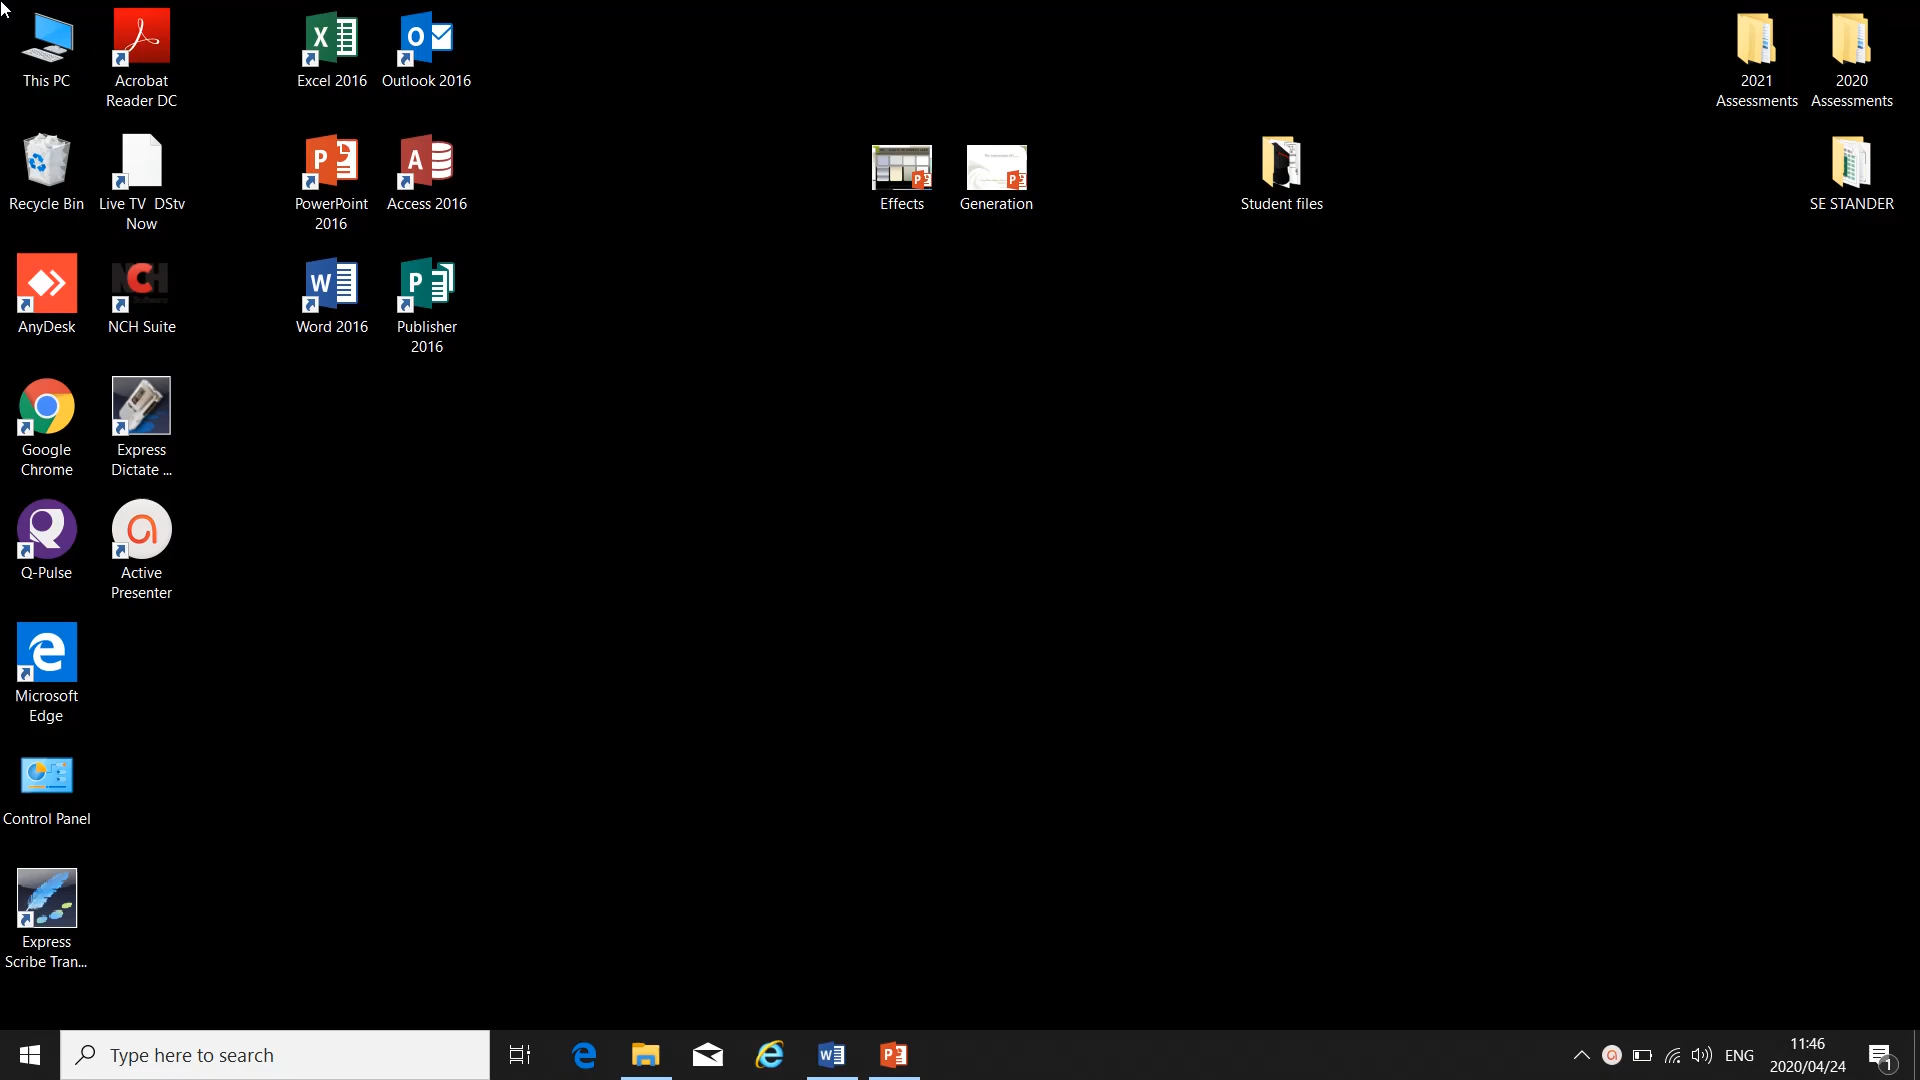 This PC
Acrobat
Reader DC
Excel 2016
Outlook 2016
2021
Assessments
2020
Assessments
Recycle Bin
Live TV DStv
Now
PowerPoint
2016
Access 2016
Effects
Generation
Student files
SE STANDER
AnyDesk
NCH
NCH Suite
Word 2016
Publisher
2016
Google
Chrome
Express
Dictate ...
Q-Pulse
Active
Presenter
Microsoft
Edge
Control Panel
Express
Scribe Tran...
Type here to search
ENG
11:46
2020/04/24
1